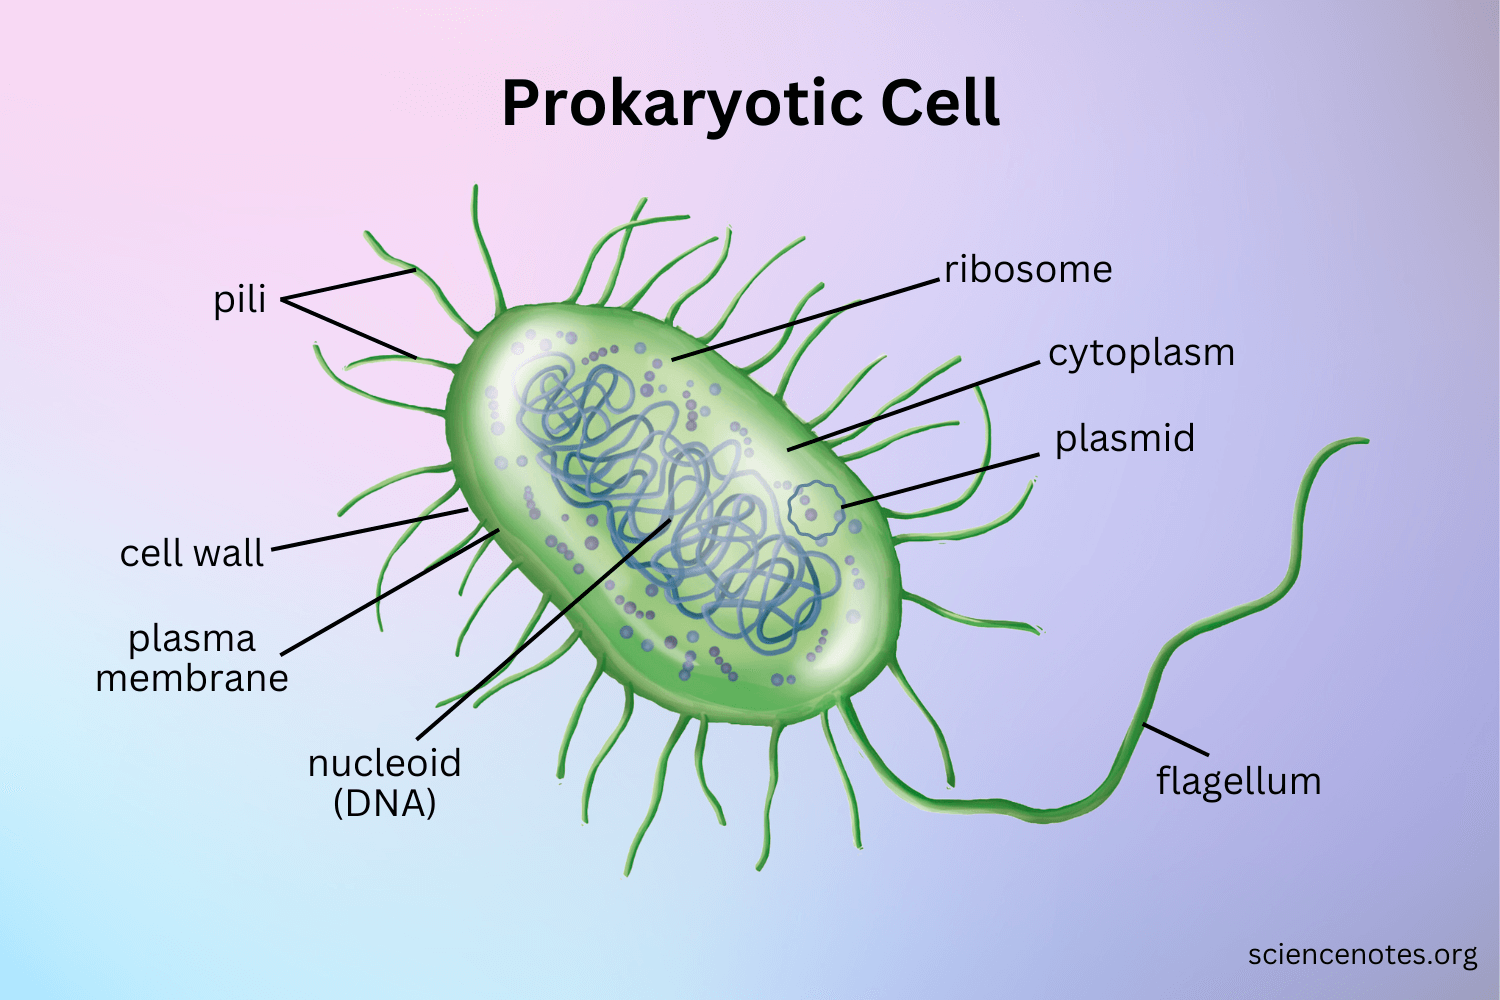 Prokaryotic Cell
pili
ribosome
cytoplasm
plasmid
cell wall
plasma
membrane
nucleoid
(DNA)
flagellum
sciencenotes.org